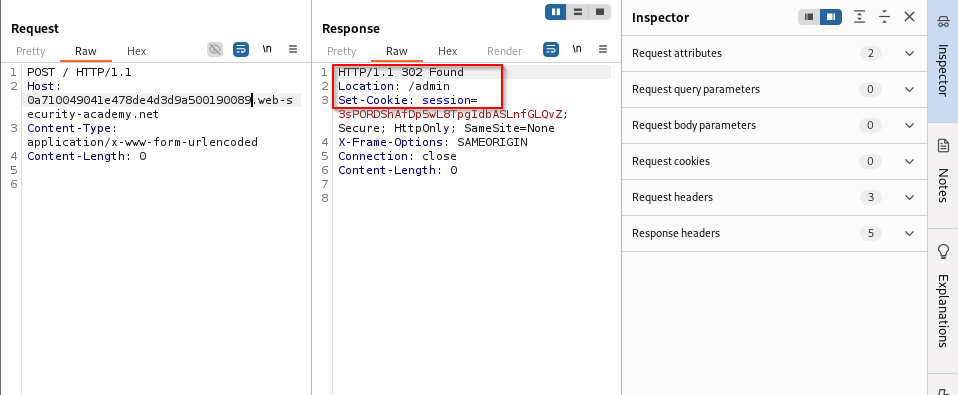 Request
Pretty Raw Hex \n
1 POST / HTTP/1.1
2 Host:
0a710049041e478de4d3d9a500190089.web-s
ecurity-academy.net
3 Content-Type:
application/x-www-form-urlencoded
4 Content-Length: 0
5
6
Response
Pretty Raw Hex Render \n
1 HTTP/1.1 302 Found
2 Location: /admin
3 Set-Cookie: session=
3sPORDShAfDp5wL8TpgIdbASLnfGLQvZ;
Secure; HttpOnly; SameSite=None
4 X-Frame-Options: SAMEORIGIN
5 Connection: close
6 Content-Length: 0
7
8
Inspector
Request attributes 2
Request query parameters 0
Request body parameters 0
Request cookies 0
Request headers 3
Response headers 5
Inspector
Notes
Explanations